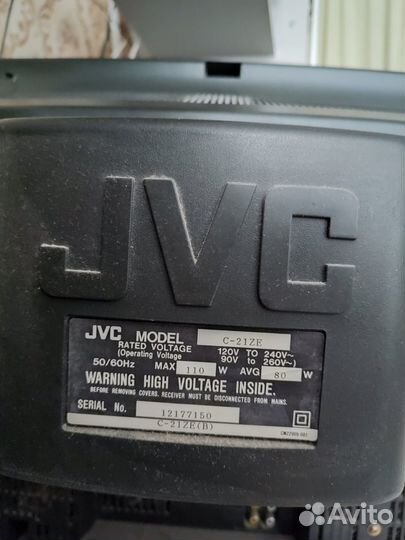 JVC
JVC MODEL C-21ZE
RATED VOLTAGE 120V TO 240V~
(Operating Voltage 90V to 260V~)
50/60Hz MAX 110 W AVG 80 W
WARNING HIGH VOLTAGE INSIDE.
BEFORE REMOVING COVERS. RECEIVER MUST BE DISCONNECTED FROM MAINS.
SERIAL No. 12177150
C-21ZE(B)
Avito